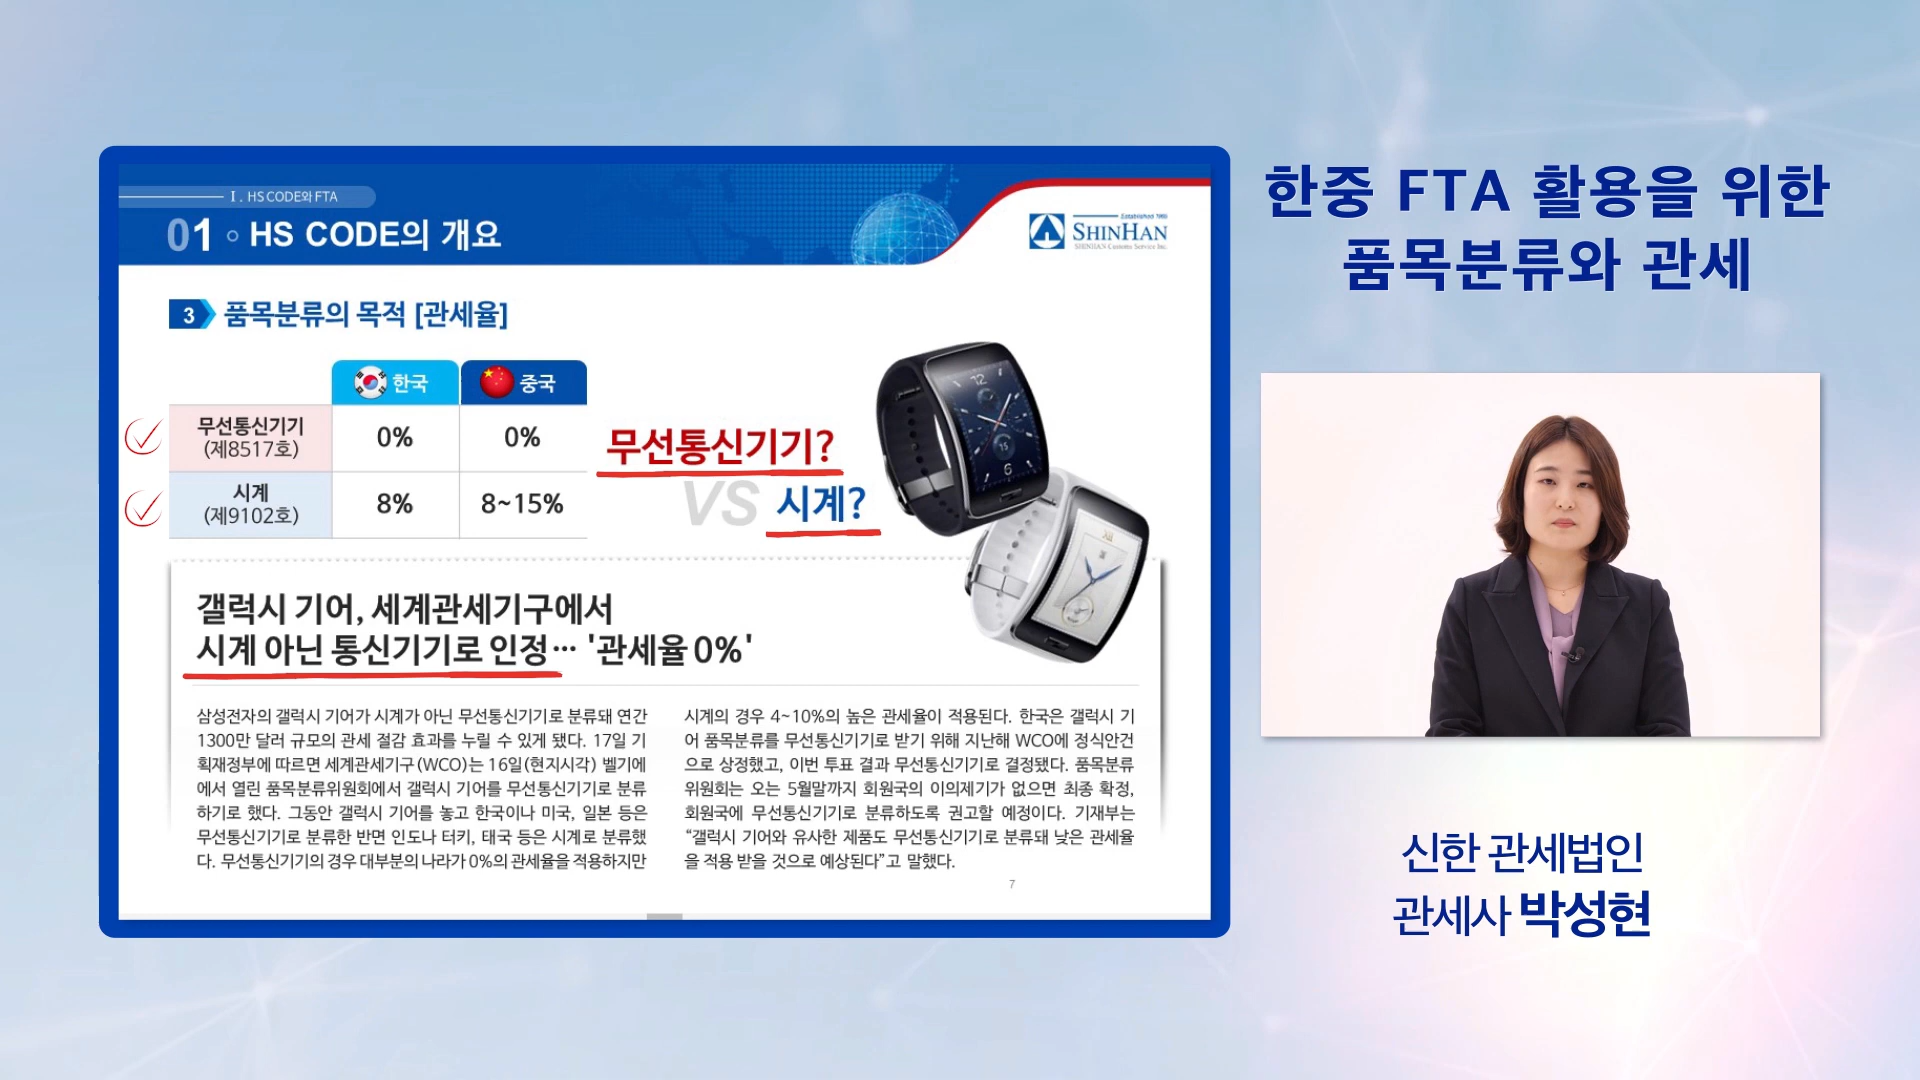 한중 FTA 활용을 위한
품목분류와 관세
Ⅰ. HS CODE와 FTA
01 HS CODE의 개요
Established 1966
SHINHAN
SHINHAN Customs Service Inc.
3 품목분류의 목적 [관세율]
한국 중국
무선통신기기
(제8517호)
0% 0%
시계
(제9102호)
8% 8~15%
무선통신기기?
VS 시계?
갤럭시 기어, 세계관세기구에서
시계 아닌 통신기기로 인정… '관세율 0%'
삼성전자의 갤럭시 기어가 시계가 아닌 무선통신기기로 분류돼 연간
1300만 달러 규모의 관세 절감 효과를 누릴 수 있게 됐다. 17일 기
획재정부에 따르면 세계관세기구(WCO)는 16일(현지시각) 벨기에
에서 열린 품목분류위원회에서 갤럭시 기어를 무선통신기기로 분류
하기로 했다. 그동안 갤럭시 기어를 놓고 한국이나 미국, 일본 등은
무선통신기기로 분류한 반면 인도나 터키, 태국 등은 시계로 분류했
다. 무선통신기기의 경우 대부분의 나라가 0%의 관세율을 적용하지만
시계의 경우 4~10%의 높은 관세율이 적용된다. 한국은 갤럭시 기
어 품목분류를 무선통신기기로 받기 위해 지난해 WCO에 정식안건
으로 상정했고, 이번 투표 결과 무선통신기기로 결정됐다. 품목분류
위원회는 오는 5월말까지 회원국의 이의제기가 없으면 최종 확정,
회원국에 무선통신기기로 분류하도록 권고할 예정이다. 기재부는
“갤럭시 기어와 유사한 제품도 무선통신기기로 분류돼 낮은 관세율
을 적용 받을 것으로 예상된다”고 말했다.
7
신한 관세법인
관세사 박성현